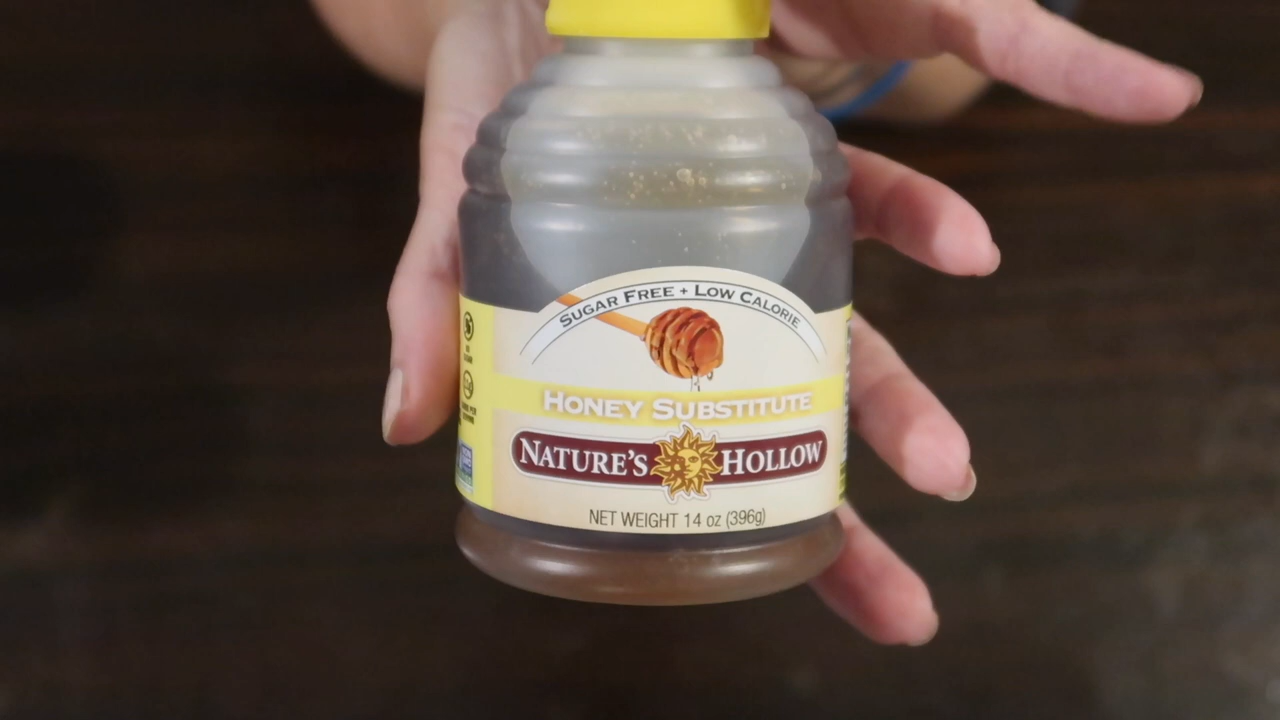 SUGAR FREE + LOW CALORIE
HONEY SUBSTITUTE
NATURE'S HOLLOW
NET WEIGHT 14 oz (396g)